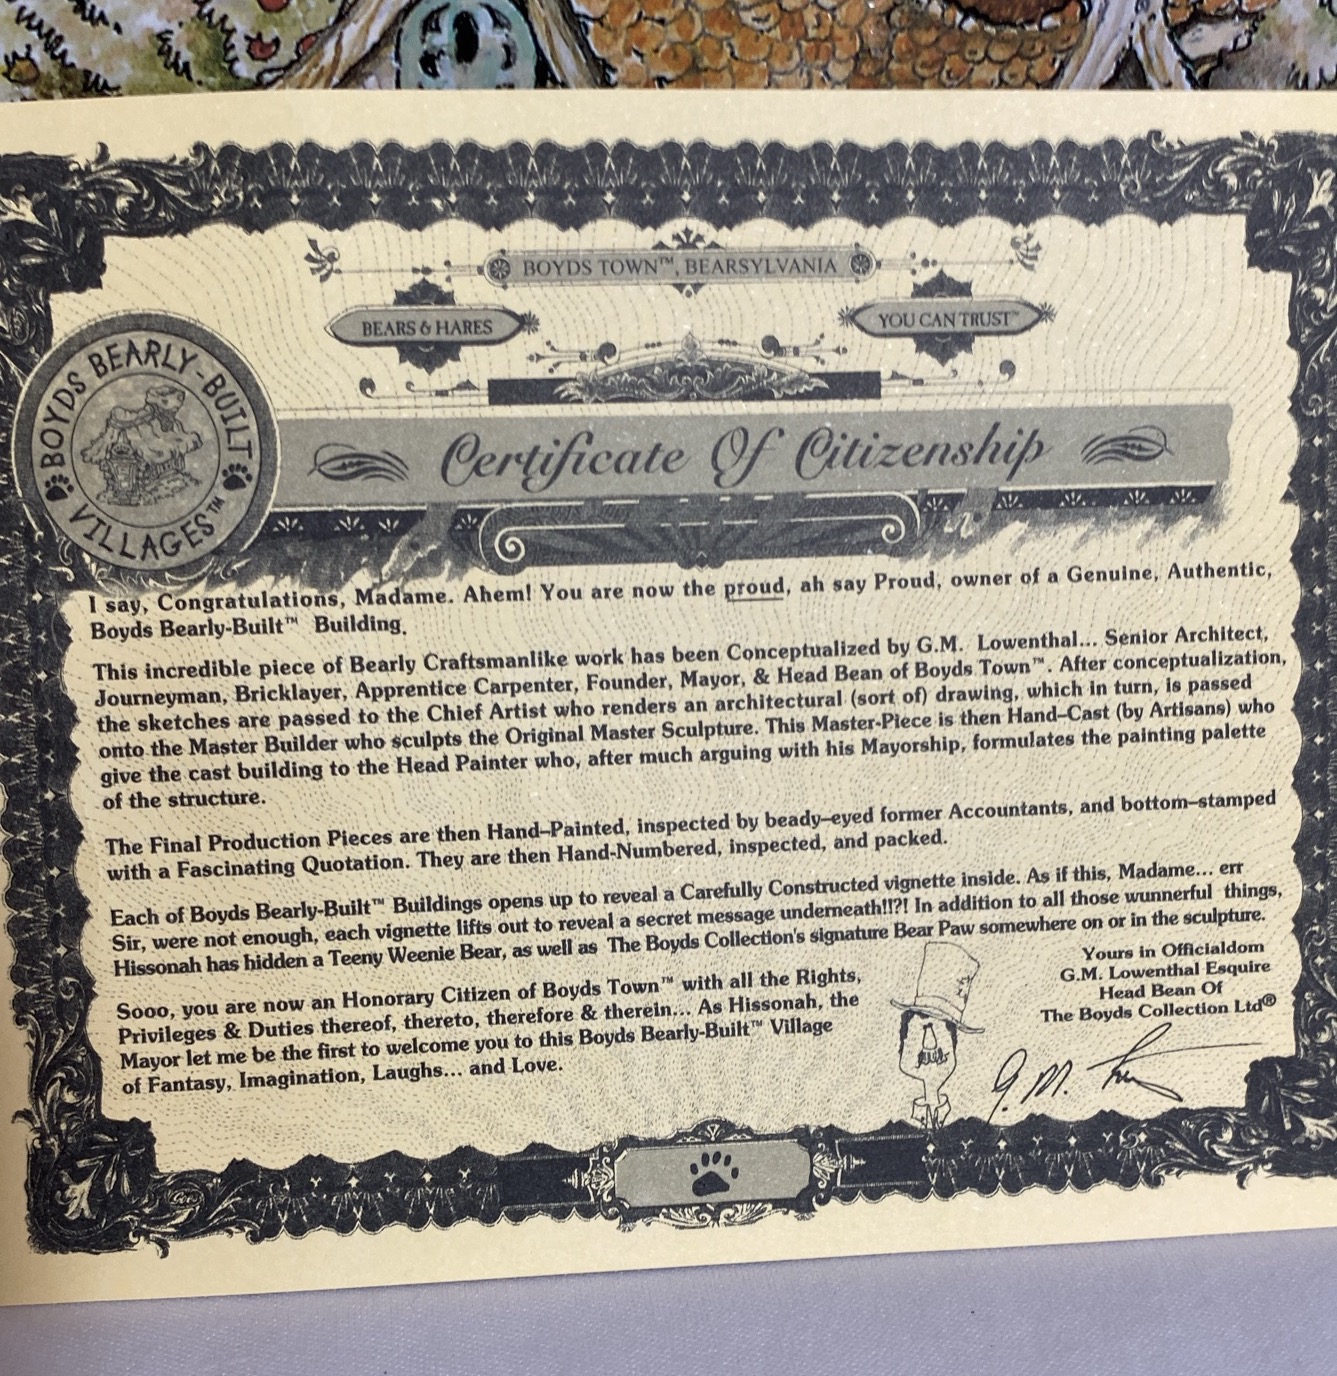 BOYDS TOWN™, BEARSYLVANIA
BEARS & HARES
YOU CAN TRUST™
BOYDS BEARLY-BUILT
VILLAGES™
Certificate Of Citizenship
I say, Congratulations, Madame. Ahem! You are now the proud, ah say Proud, owner of a Genuine, Authentic,
Boyds Bearly-Built™ Building.
This incredible piece of Bearly Craftsmanlike work has been Conceptualized by G.M. Lowenthal... Senior Architect,
Journeyman, Bricklayer, Apprentice Carpenter, Founder, Mayor, & Head Bean of Boyds Town™. After conceptualization,
the sketches are passed to the Chief Artist who renders an architectural (sort of) drawing, which in turn, is passed
onto the Master Builder who sculpts the Original Master Sculpture. This Master-Piece is then Hand-Cast (by Artisans) who
give the cast building to the Head Painter who, after much arguing with his Mayorship, formulates the painting palette
of the structure.
The Final Production Pieces are then Hand-Painted, inspected by beady-eyed former Accountants, and bottom-stamped
with a Fascinating Quotation. They are then Hand-Numbered, inspected, and packed.
Each of Boyds Bearly-Built™ Buildings opens up to reveal a Carefully Constructed vignette inside. As if this, Madame... err
Sir, were not enough, each vignette lifts out to reveal a secret message underneath!!?! In addition to all those wunnerful things,
Hissonah has hidden a Teeny Weenie Bear, as well as The Boyds Collection's signature Bear Paw somewhere on or in the sculpture.
Sooo, you are now an Honorary Citizen of Boyds Town™ with all the Rights,
Privileges & Duties thereof, thereto, therefore & therein... As Hissonah, the
Mayor let me be the first to welcome you to this Boyds Bearly-Built™ Village
of Fantasy, Imagination, Laughs... and Love.
Yours in Officialdom
G.M. Lowenthal Esquire
Head Bean Of
The Boyds Collection Ltd®
G. M.